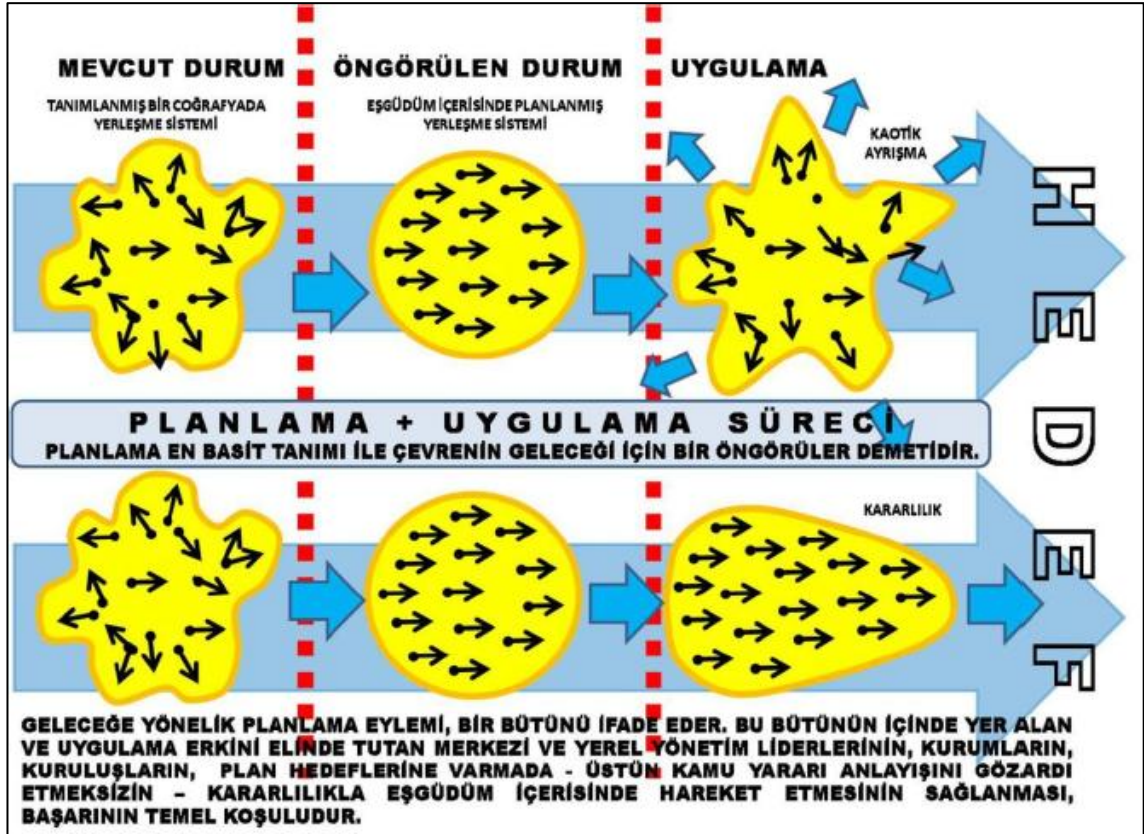 MEVCUT DURUM
TANIMLANMIŞ BİR COĞRAFYADA
YERLEŞME SİSTEMİ
ÖNGÖRÜLEN DURUM
EŞGÜDÜM İÇERİSİNDE PLANLANMIŞ
YERLEŞME SİSTEMİ
UYGULAMA
KAOTİK
AYRIŞMA
HEDEF
PLANLAMA + UYGULAMA SÜRECİ
PLANLAMA EN BASİT TANIMI İLE ÇEVRENİN GELECEĞİ İÇİN BİR ÖNGÖRÜLER DEMETİDİR.
KARARLILIK
GELECEĞE YÖNELİK PLANLAMA EYLEMİ, BİR BÜTÜNÜ İFADE EDER. BU BÜTÜNÜN İÇİNDE YER ALAN
VE UYGULAMA ERKİNİ ELİNDE TUTAN MERKEZİ VE YEREL YÖNETİM LİDERLERİNİN, KURUMLARIN,
KURULUŞLARIN, PLAN HEDEFLERİNE VARMADA - ÜSTÜN KAMU YARARI ANLAYIŞINI GÖZARDI
ETMEKSİZİN – KARARLILIKLA EŞGÜDÜM İÇERİSİNDE HAREKET ETMESİNİN SAĞLANMASI,
BAŞARININ TEMEL KOŞULUDUR.